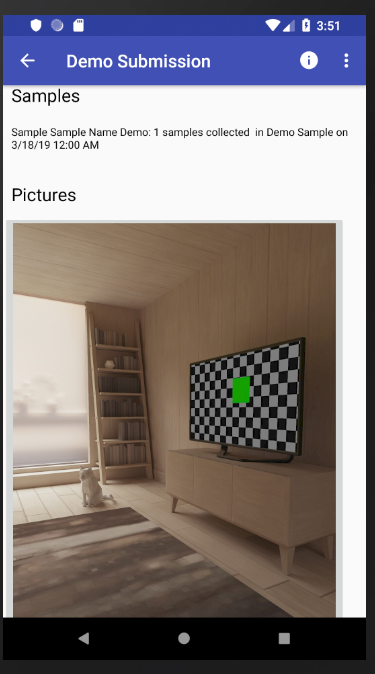 3:51
Demo Submission
Samples
Sample Sample Name Demo: 1 samples collected  in Demo Sample on
3/18/19 12:00 AM
Pictures